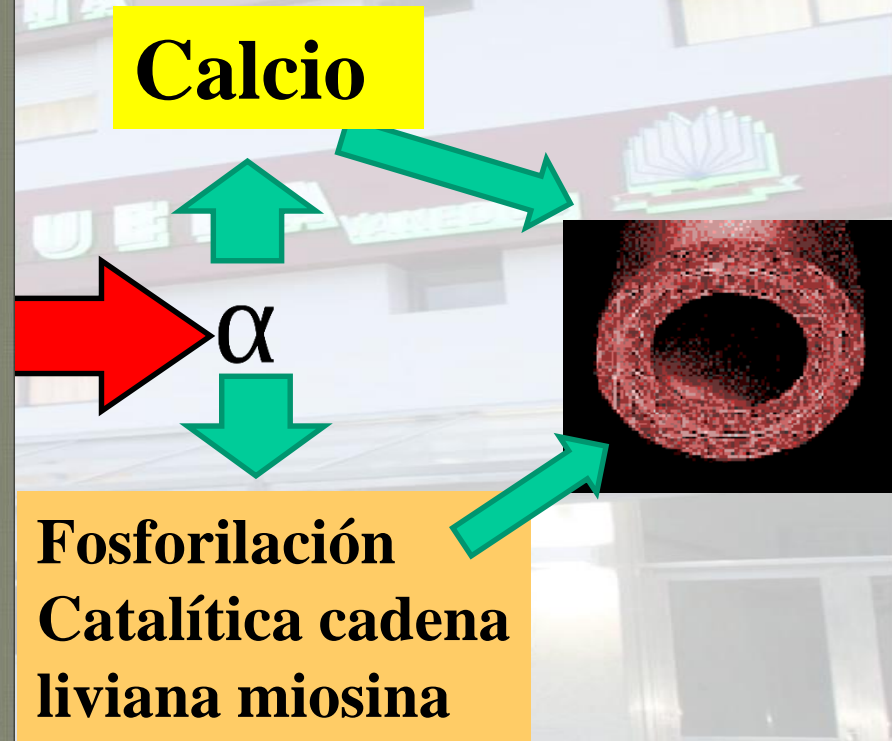 Calcio
α
Fosforilación
Catalítica cadena
liviana miosina